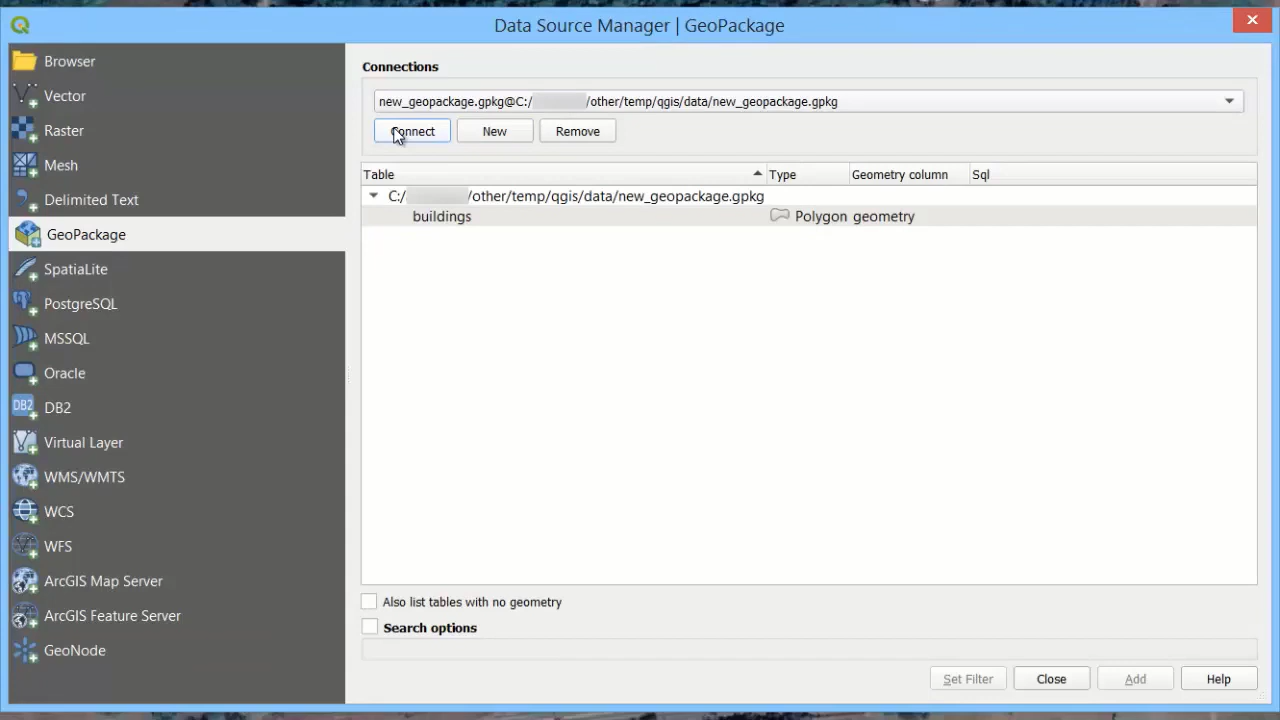 Data Source Manager | GeoPackage
Browser
Vector
Raster
Mesh
Delimited Text
GeoPackage
SpatiaLite
PostgreSQL
MSSQL
Oracle
DB2
DB2
Virtual Layer
WMS/WMTS
WCS
WFS
ArcGIS Map Server
ArcGIS Feature Server
GeoNode
Connections
new_geopackage.gpkg@C:/ /other/temp/qgis/data/new_geopackage.gpkg
Connect New Remove
Table Type Geometry column Sql
C:/ /other/temp/qgis/data/new_geopackage.gpkg
buildings Polygon geometry
Also list tables with no geometry
Search options
Set Filter Close Add Help